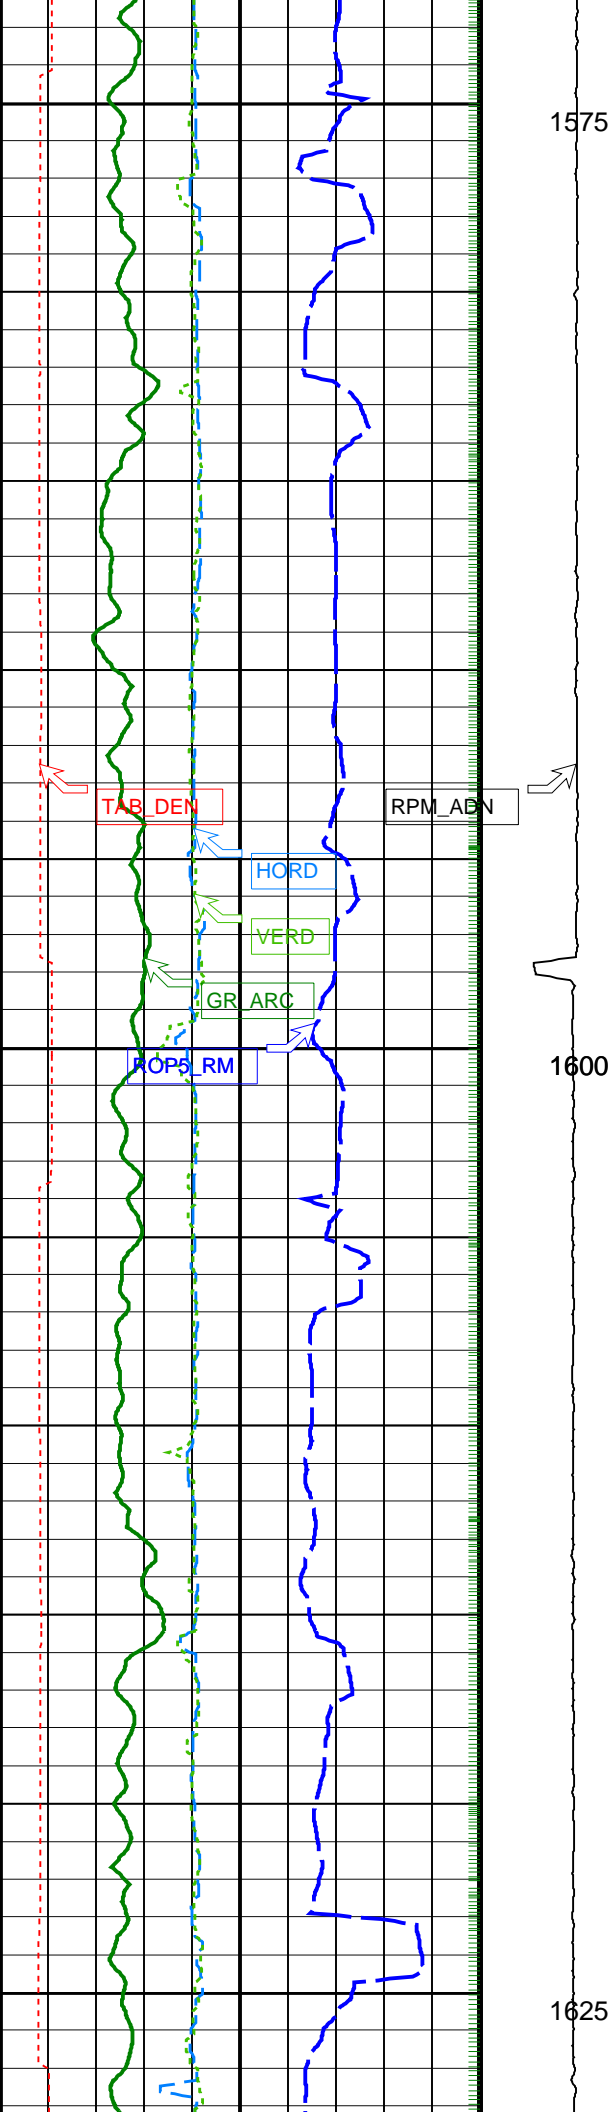 1575
TAB_DEN
RPM_ADN
HORD
VERD
GR_ARC
ROP5_RM
1600
1625